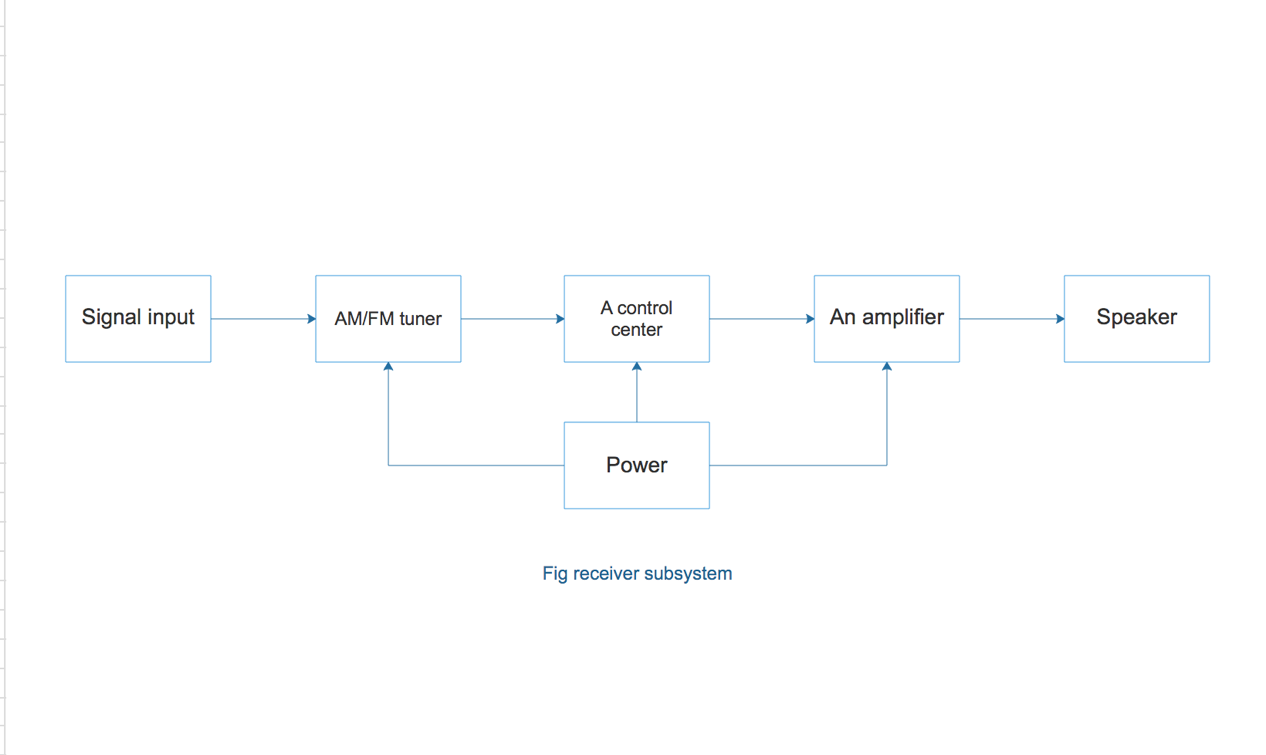 Signal input
AM/FM tuner
A control
center
An amplifier
Speaker
Power
Fig receiver subsystem